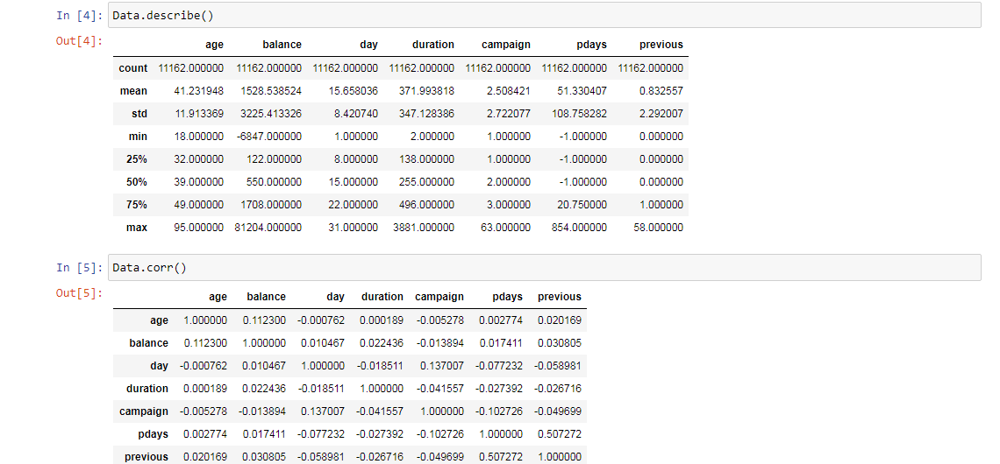 In [4]: Data.describe()
Out[4]:
age balance day duration campaign pdays previous
count 11162.000000 11162.000000 11162.000000 11162.000000 11162.000000 11162.000000 11162.000000
mean 41.231948 1528.538524 15.658036 371.993818 2.508421 51.330407 0.832557
std 11.913369 3225.413326 8.420740 347.128386 2.722077 108.758282 2.292007
min 18.000000 -6847.000000 1.000000 2.000000 1.000000 -1.000000 0.000000
25% 32.000000 122.000000 8.000000 138.000000 1.000000 -1.000000 0.000000
50% 39.000000 550.000000 15.000000 255.000000 2.000000 -1.000000 0.000000
75% 49.000000 1708.000000 22.000000 496.000000 3.000000 20.750000 1.000000
max 95.000000 81204.000000 31.000000 3881.000000 63.000000 854.000000 58.000000
In [5]: Data.corr()
Out[5]:
age balance day duration campaign pdays previous
age 1.000000 0.112300 -0.000762 0.000189 -0.005278 0.002774 0.020169
balance 0.112300 1.000000 0.010467 0.022436 -0.013894 0.017411 0.030805
day -0.000762 0.010467 1.000000 -0.018511 0.137007 -0.077232 -0.058981
duration 0.000189 0.022436 -0.018511 1.000000 -0.041557 -0.027392 -0.026716
campaign -0.005278 -0.013894 0.137007 -0.041557 1.000000 -0.102726 -0.049699
pdays 0.002774 0.017411 -0.077232 -0.027392 -0.102726 1.000000 0.507272
previous 0.020169 0.030805 -0.058981 -0.026716 -0.049699 0.507272 1.000000